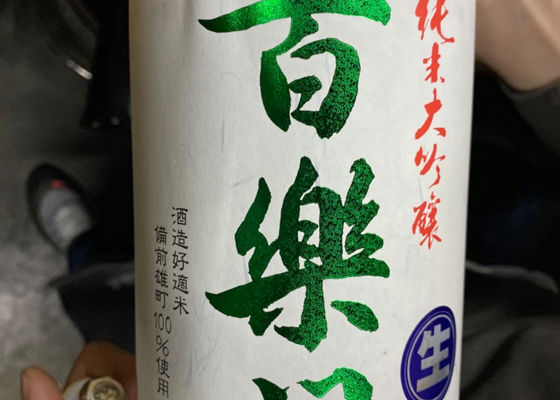 純米大吟醸
百樂
生
酒造好適米
備前雄町100%使用